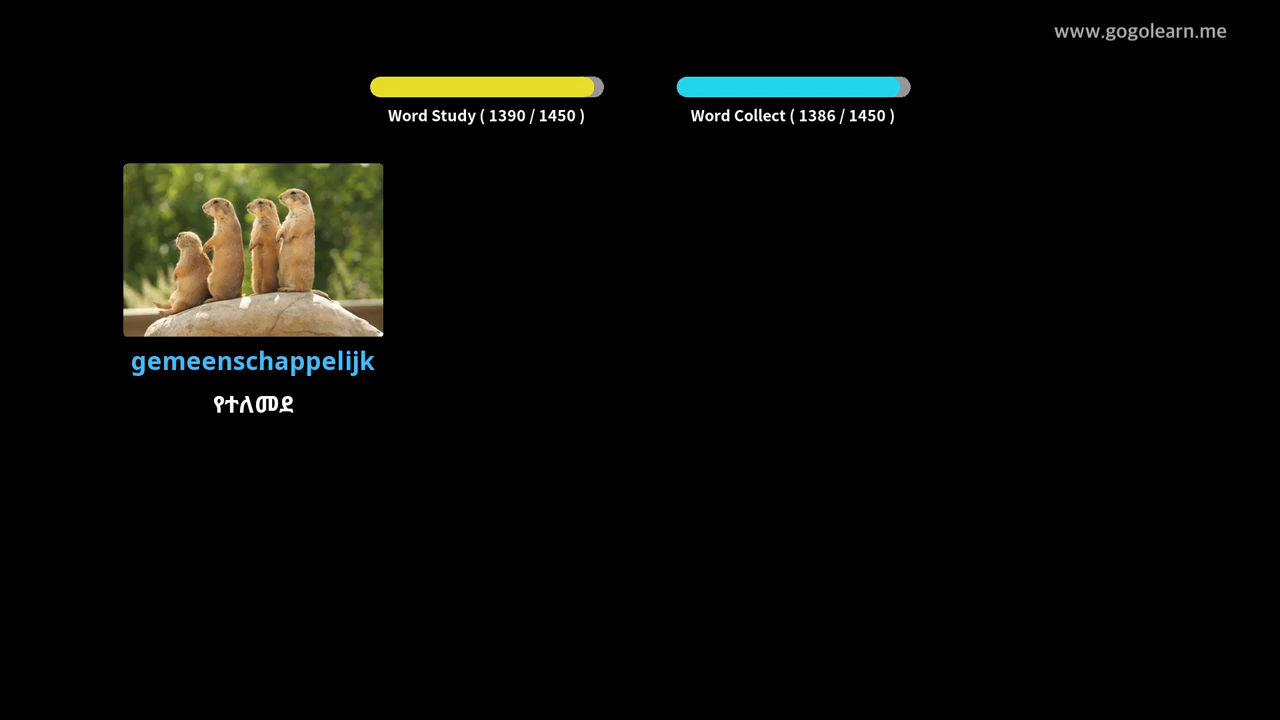 www.gogolearn.me
Word Study ( 1390 / 1450 )
Word Collect ( 1386 / 1450 )
gemeenschappelijk
የተለመደ